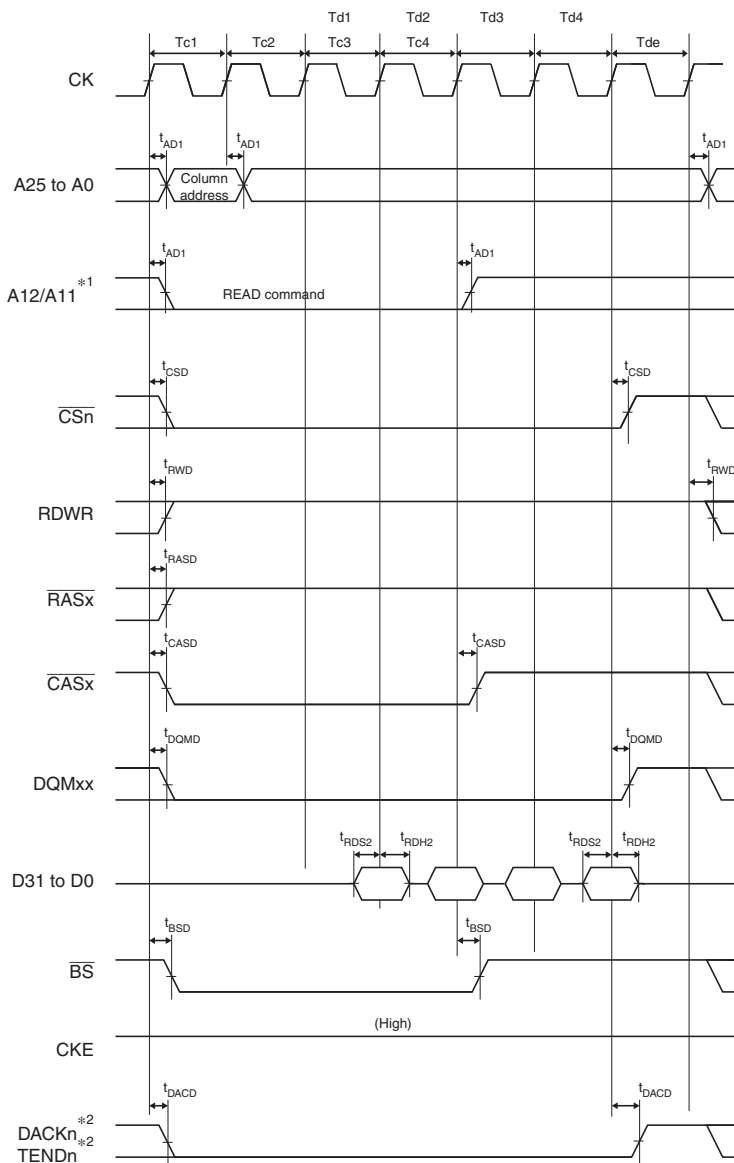 Td1 Td2 Td3 Td4
Tc1 Tc2 Tc3 Tc4 Tde
CK
tAD1 tAD1 tAD1
A25 to A0
Column
address
tAD1 tAD1
A12/A11*1
READ command
tCSD tCSD
CSn
tRWD tRWD
RDWR
tRASD
RASx
tCASD tCASD
CASx
tDQMD tDQMD
DQMxx
tRDS2 tRDH2 tRDS2 tRDH2
D31 to D0
tBSD tBSD
BS
(High)
CKE
tDACD tDACD
DACKn*2
TENDn*2